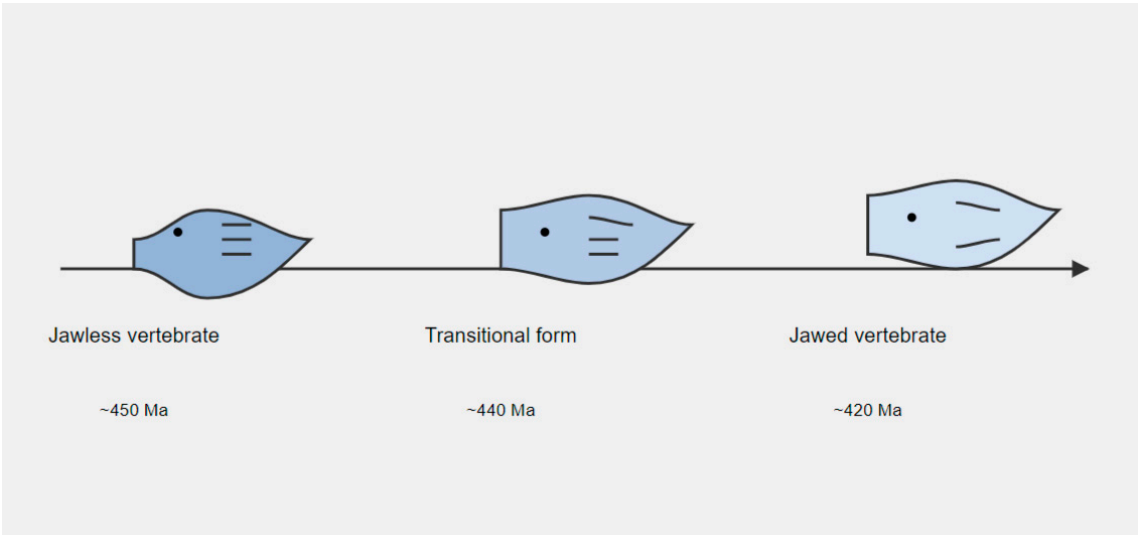 Jawless vertebrate
Transitional form
Jawed vertebrate
~450 Ma
~440 Ma
~420 Ma